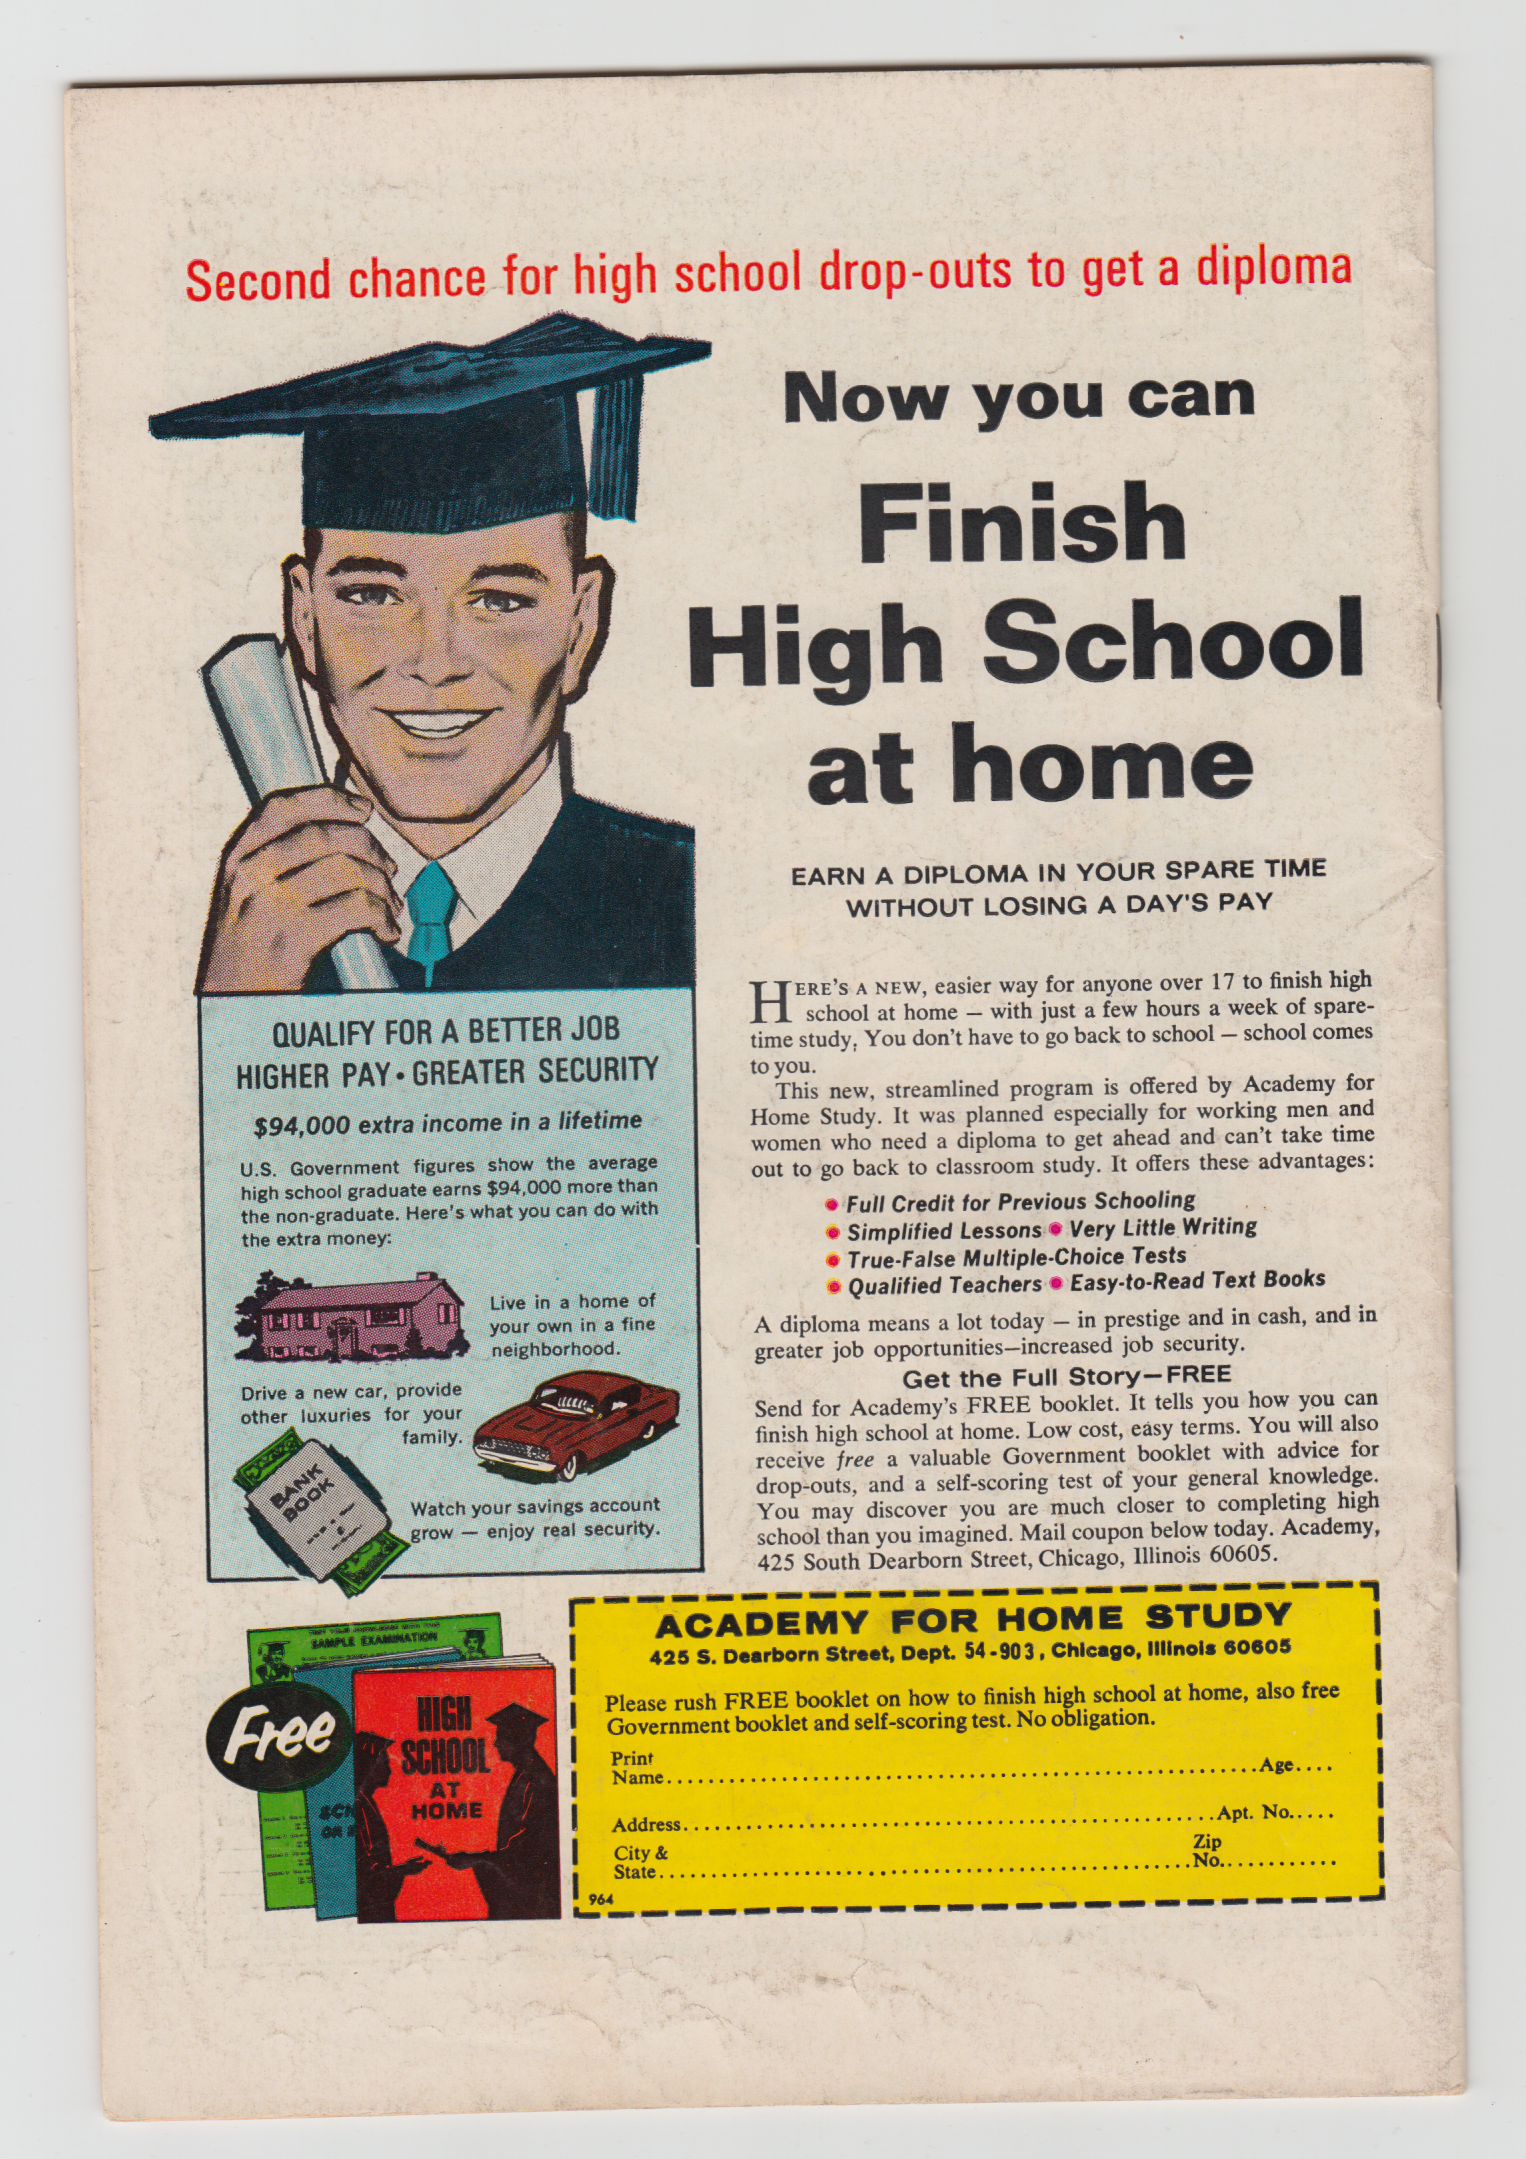 Second chance for high school drop-outs to get a diploma
Now you can
Finish
High School
at home
EARN A DIPLOMA IN YOUR SPARE TIME
WITHOUT LOSING A DAY'S PAY
HERE'S A NEW, easier way for anyone over 17 to finish high
school at home — with just a few hours a week of spare-
time study. You don't have to go back to school — school comes
to you.
This new, streamlined program is offered by Academy for
Home Study. It was planned especially for working men and
women who need a diploma to get ahead and can't take time
out to go back to classroom study. It offers these advantages:
• Full Credit for Previous Schooling
• Simplified Lessons • Very Little Writing
• True-False Multiple-Choice Tests
• Qualified Teachers • Easy-to-Read Text Books
A diploma means a lot today — in prestige and in cash, and in
greater job opportunities—increased job security.
Get the Full Story—FREE
Send for Academy's FREE booklet. It tells you how you can
finish high school at home. Low cost, easy terms. You will also
receive free a valuable Government booklet with advice for
drop-outs, and a self-scoring test of your general knowledge.
You may discover you are much closer to completing high
school than you imagined. Mail coupon below today. Academy,
425 South Dearborn Street, Chicago, Illinois 60605.
QUALIFY FOR A BETTER JOB
HIGHER PAY • GREATER SECURITY
$94,000 extra income in a lifetime
U.S. Government figures show the average
high school graduate earns $94,000 more than
the non-graduate. Here's what you can do with
the extra money:
Live in a home of
your own in a fine
neighborhood.
Drive a new car, provide
other luxuries for your
family.
BANK
BOOK
Watch your savings account
grow — enjoy real security.
SAMPLE EXAMINATION
Free
HIGH
SCHOOL
AT
HOME
ACADEMY FOR HOME STUDY
425 S. Dearborn Street, Dept. 54-903, Chicago, Illinois 60605
Please rush FREE booklet on how to finish high school at home, also free
Government booklet and self-scoring test. No obligation.
Print
Name.....Age....
Address.....Apt. No.....
City & Zip
State.....No............
964